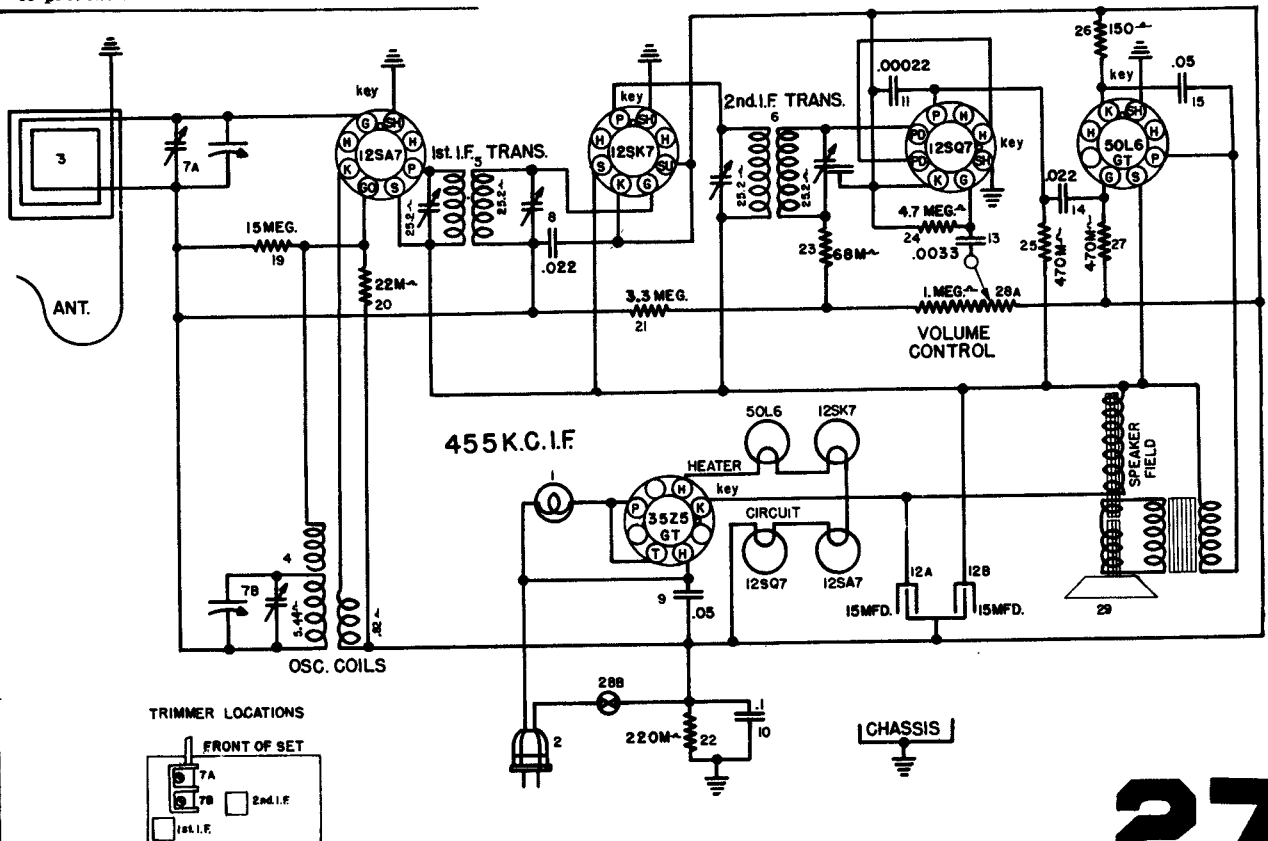 3
7A
ANT.
15 MEG.
19
22M
20
key
G
SH
H
H
12SA7
K
P
GO
S
1st. I.F. TRANS.
5
25.2
25.2
8
.022
key
P
SH
H
H
12SK7
S
SU
K
G
2nd. I.F. TRANS.
6
25.2
25.2
3.3 MEG.
21
23
68M
.00022
11
P
H
PD
H
12SQ7
key
PD
SH
K
G
4.7 MEG.
24
13
.0033
1. MEG.
28A
VOLUME
CONTROL
26
150
key
.05
15
K
SH
H
H
50L6
GT
P
G
S
.022
14
25
470M
470M
27
455 K.C. I.F.
1
HEATER
CIRCUIT
50L6
12SK7
12SQ7
12SA7
H
key
P
K
35Z5
GT
T
H
9
.05
12A
12B
15MFD.
15MFD.
SPEAKER
FIELD
29
4
7B
5.44
.82
OSC. COILS
28B
2
220M
22
.1
10
CHASSIS
TRIMMER LOCATIONS
FRONT OF SET
7A
7B
2nd. I.F.
1st. I.F.
27